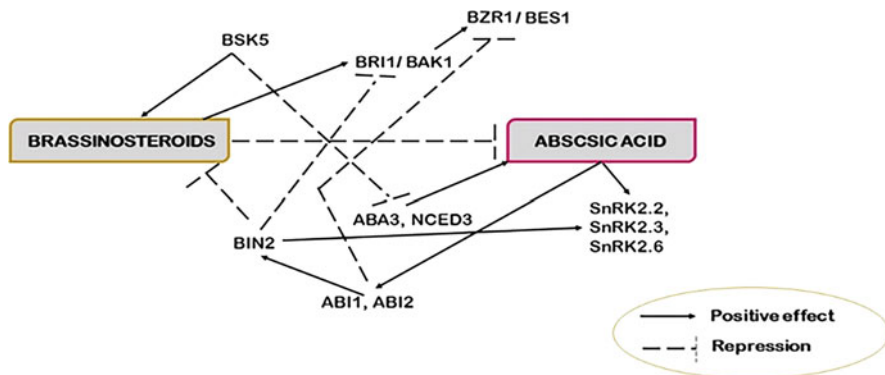 BZR1/ BES1
BSK5
BRI1/ BAK1
BRASSINOSTEROIDS
ABSCSIC ACID
ABA3, NCED3
SnRK2.2,
SnRK2.3,
SnRK2.6
BIN2
ABI1, ABI2
Positive effect
Repression